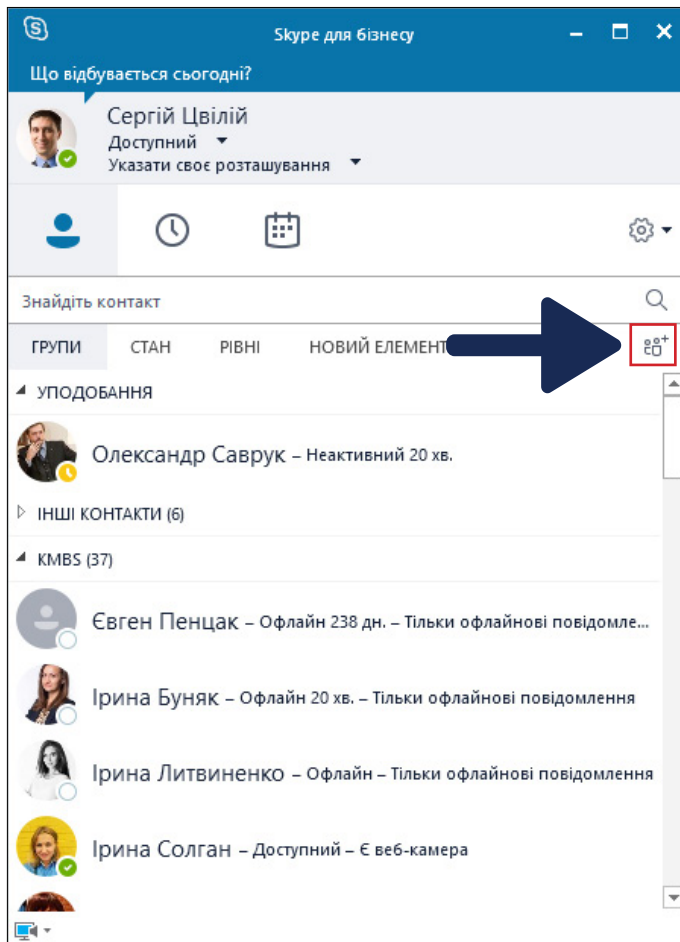 Skype для бізнесу
Що відбувається сьогодні?
Сергій Цвілій
Доступний
Указати своє розташування
Знайдіть контакт
ГРУПИ СТАН РІВНІ НОВИЙ ЕЛЕМЕНТ
УПОДОБАННЯ
Олександр Саврук – Неактивний 20 хв.
ІНШІ КОНТАКТИ (6)
KMBS (37)
Євген Пенцак – Офлайн 238 дн. – Тільки офлайнові повідомле...
Ірина Буняк – Офлайн 20 хв. – Тільки офлайнові повідомлення
Ірина Литвиненко – Офлайн – Тільки офлайнові повідомлення
Ірина Солган – Доступний – Є веб-камера